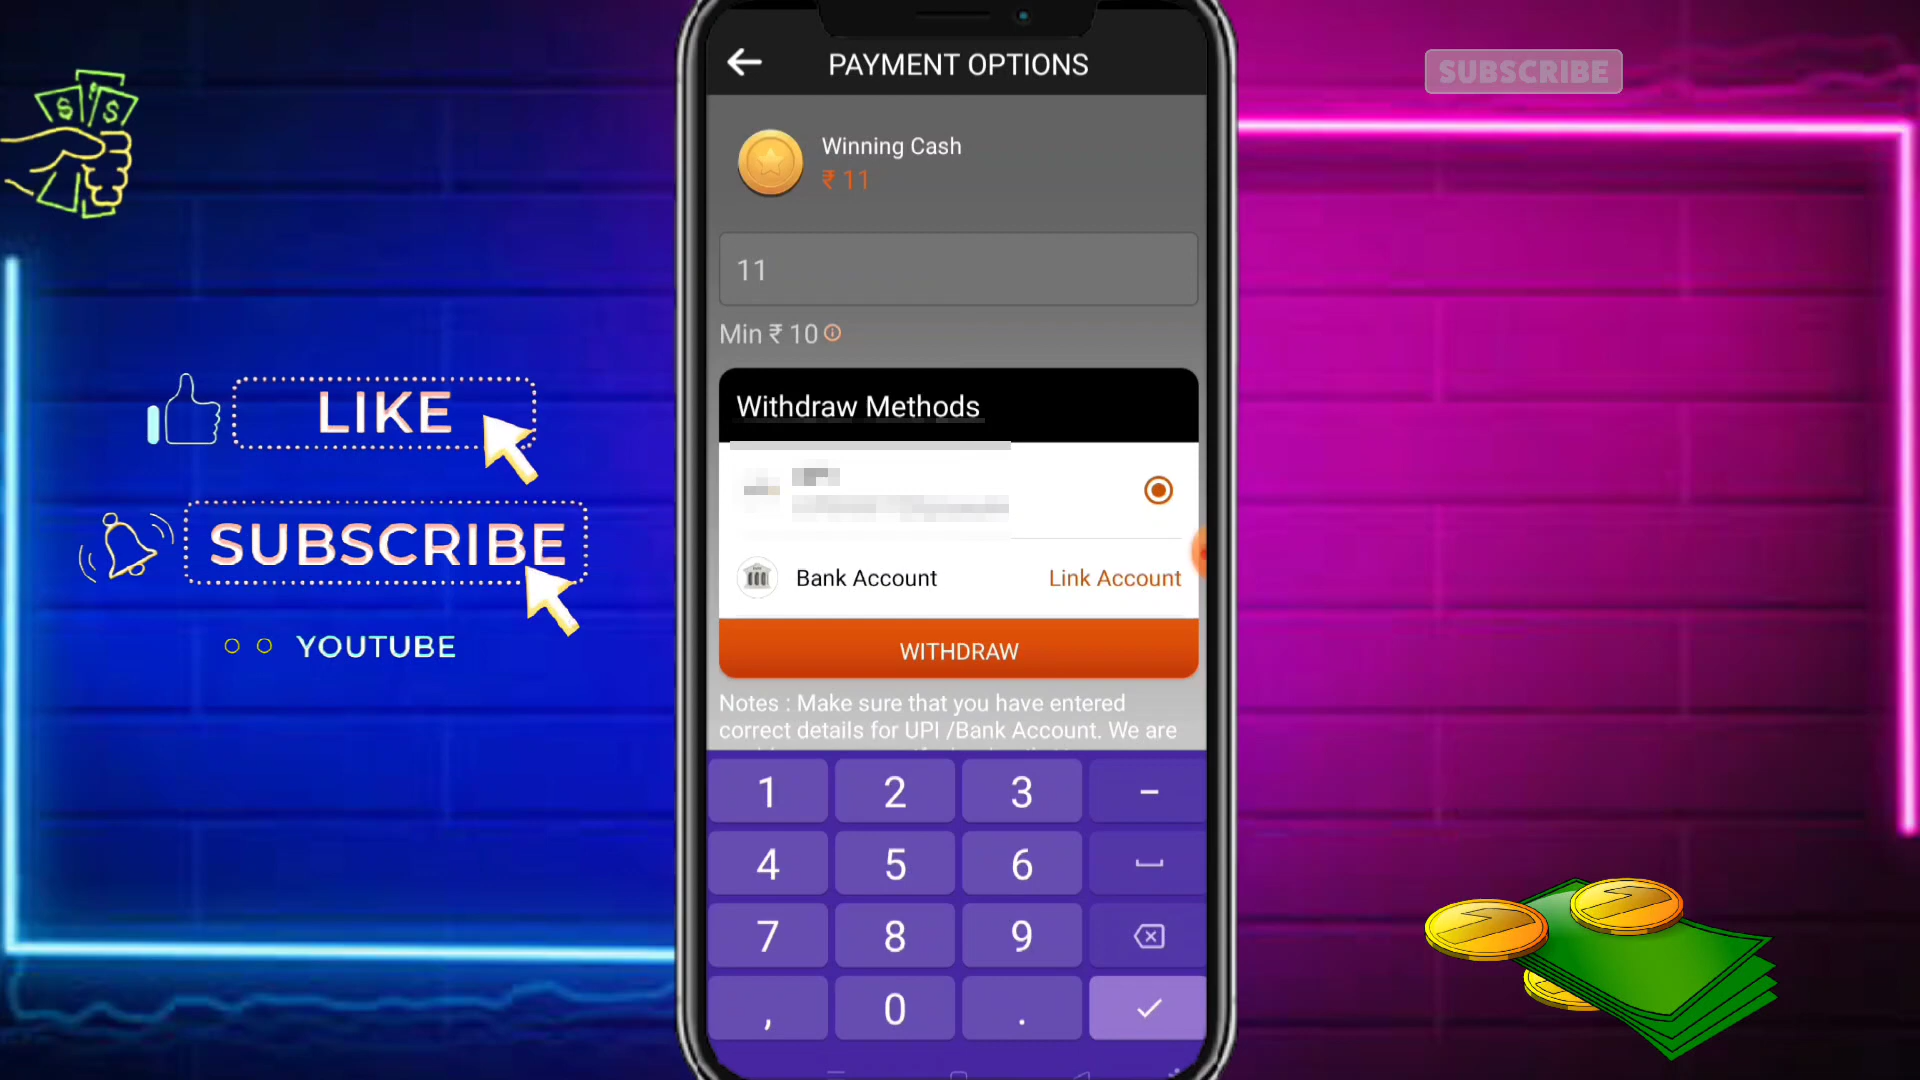 PAYMENT OPTIONS
SUBSCRIBE
Winning Cash
₹ 11
11
Min ₹ 10
Withdraw Methods
LIKE
SUBSCRIBE
YOUTUBE
Bank Account
Link Account
WITHDRAW
Notes : Make sure that you have entered
correct details for UPI /Bank Account. We are
1 2 3 -
4 5 6
7 8 9
, 0 .